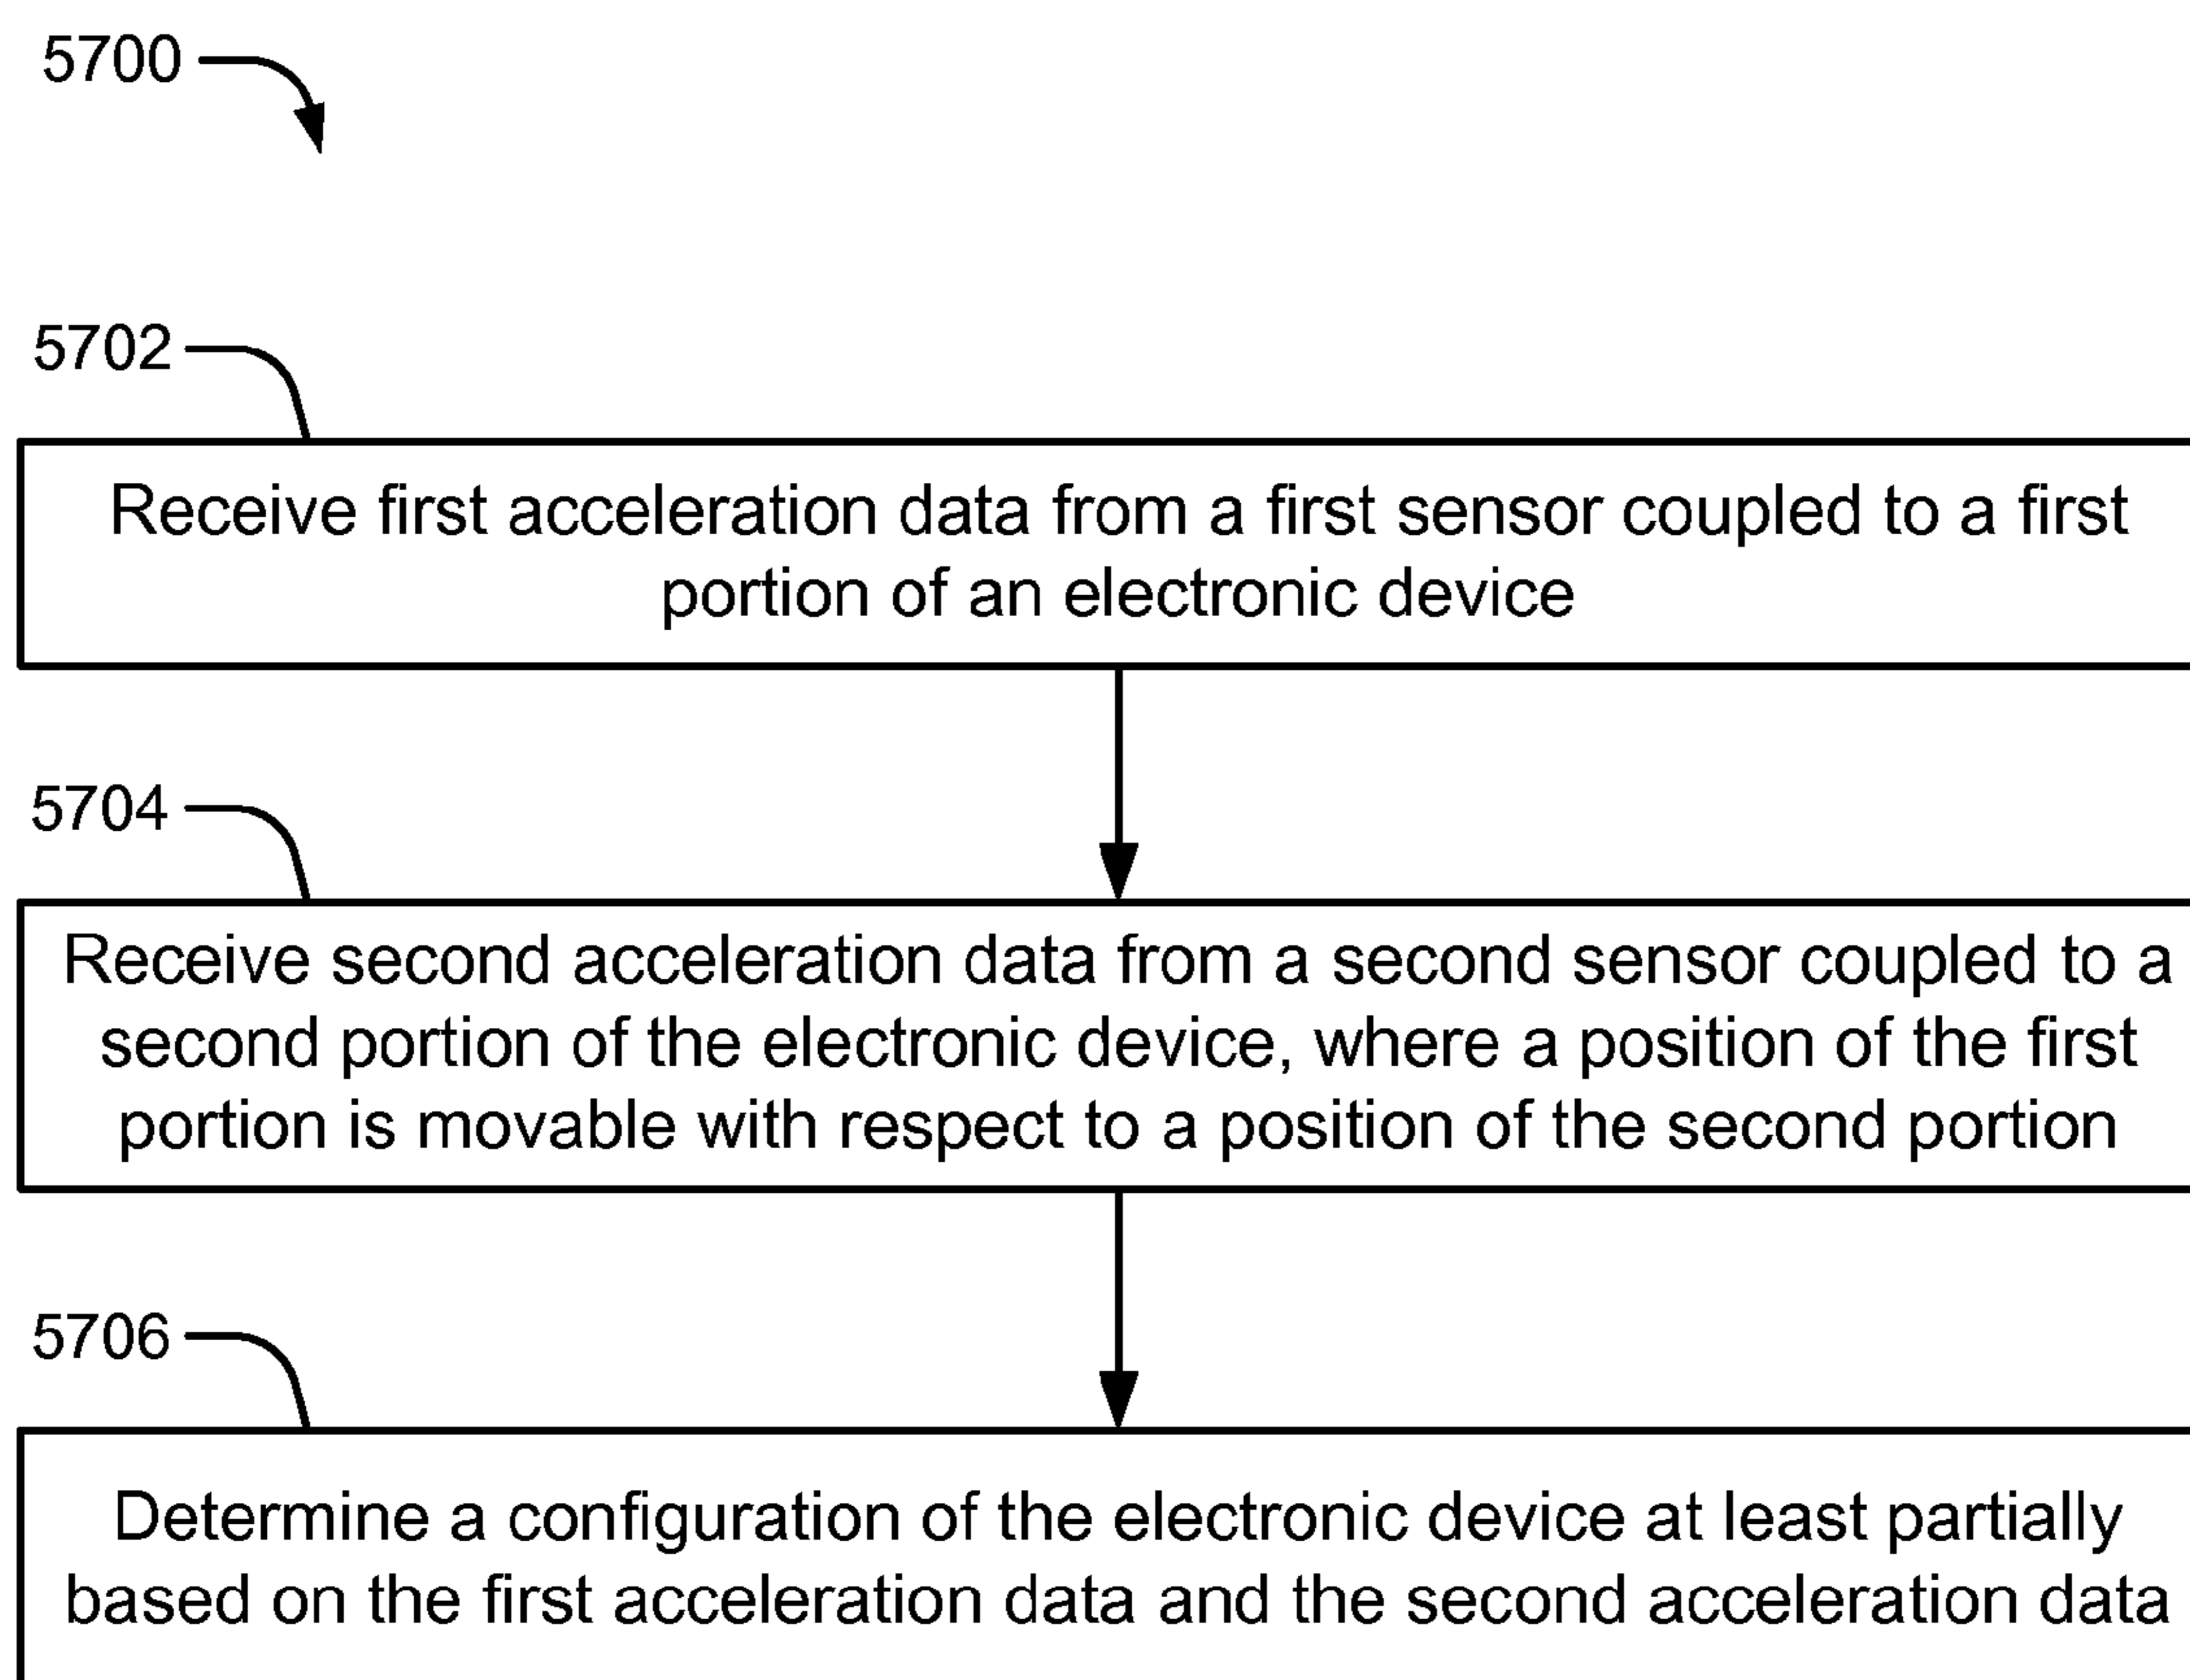 5700
5702
Receive first acceleration data from a first sensor coupled to a first
portion of an electronic device
5704
Receive second acceleration data from a second sensor coupled to a
second portion of the electronic device, where a position of the first
portion is movable with respect to a position of the second portion
5706
Determine a configuration of the electronic device at least partially
based on the first acceleration data and the second acceleration data